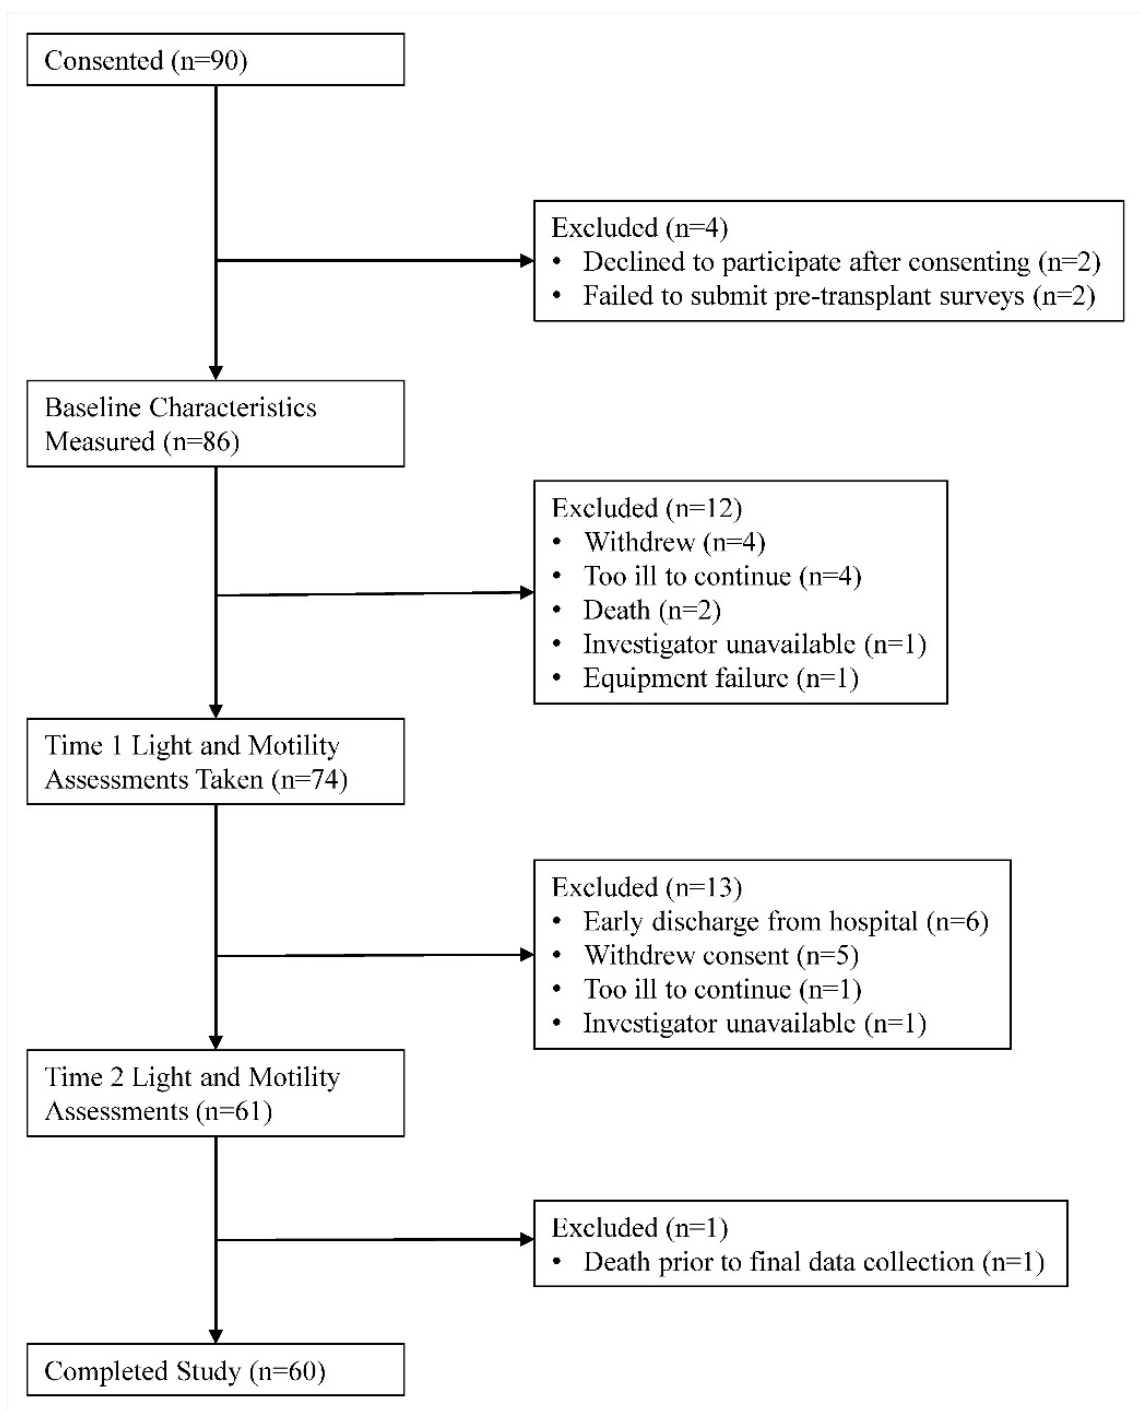 Consented (n=90)
Excluded (n=4)
• Declined to participate after consenting (n=2)
• Failed to submit pre-transplant surveys (n=2)
Baseline Characteristics
Measured (n=86)
Excluded (n=12)
• Withdrew (n=4)
• Too ill to continue (n=4)
• Death (n=2)
• Investigator unavailable (n=1)
• Equipment failure (n=1)
Time 1 Light and Motility
Assessments Taken (n=74)
Excluded (n=13)
• Early discharge from hospital (n=6)
• Withdrew consent (n=5)
• Too ill to continue (n=1)
• Investigator unavailable (n=1)
Time 2 Light and Motility
Assessments (n=61)
Excluded (n=1)
• Death prior to final data collection (n=1)
Completed Study (n=60)